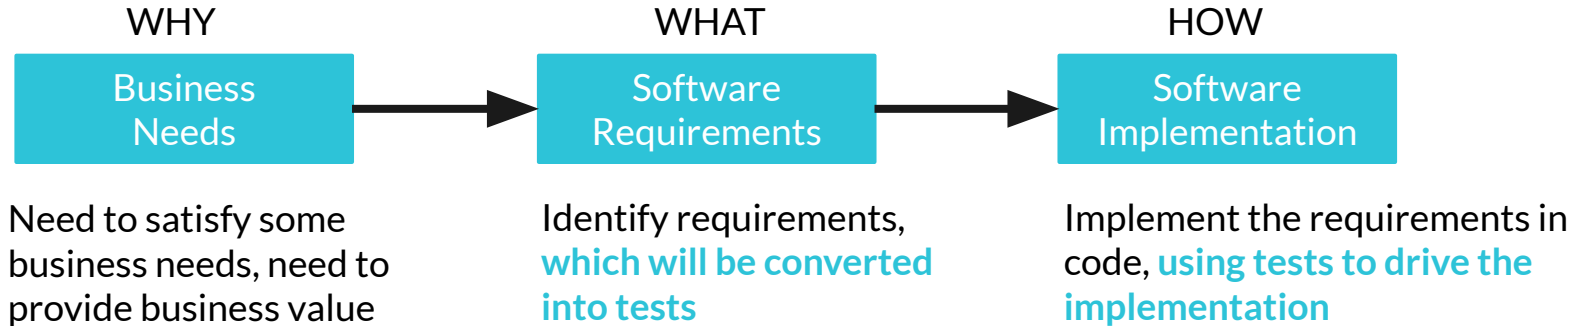 WHY
Business
Needs
Need to satisfy some
business needs, need to
provide business value
WHAT
Software
Requirements
Identify requirements,
which will be converted
into tests
HOW
Software
Implementation
Implement the requirements in
code, using tests to drive the
implementation